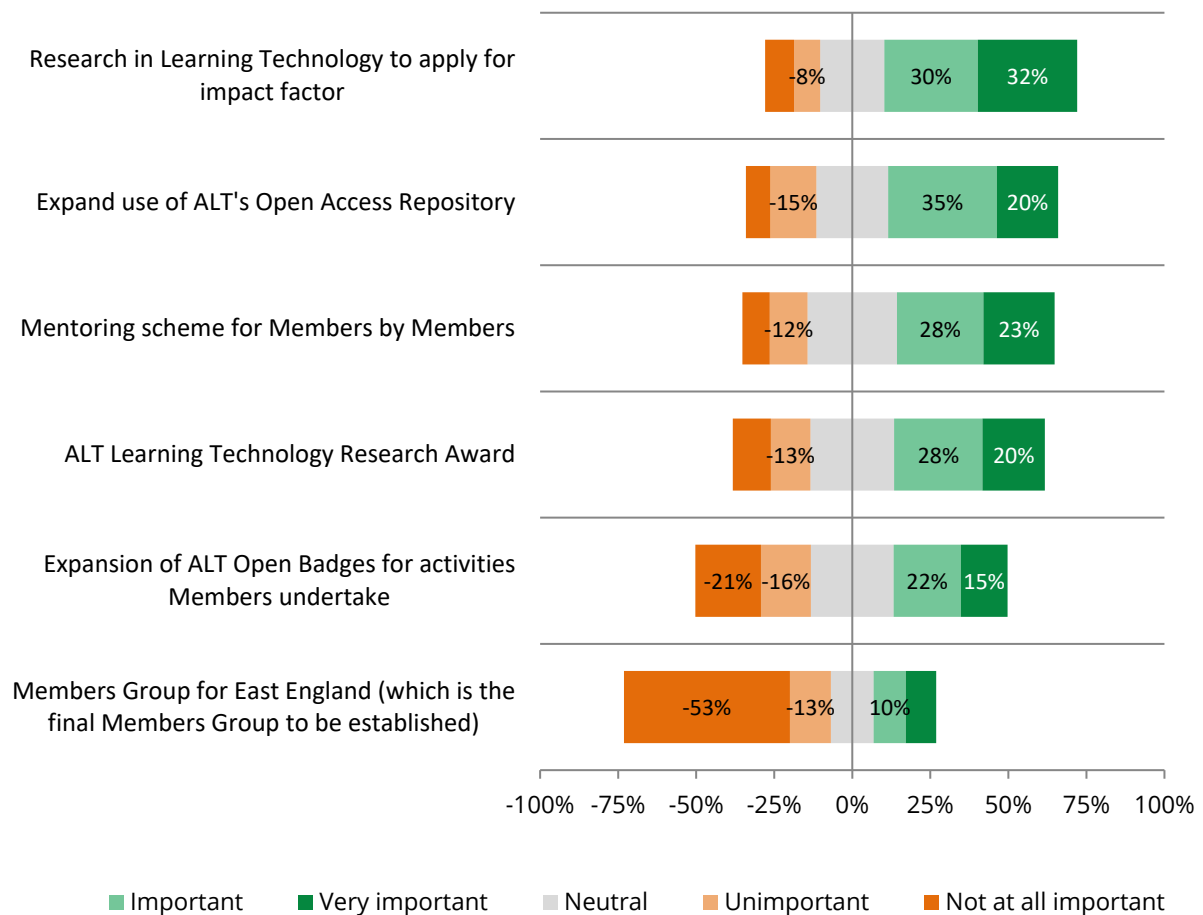 Research in Learning Technology to apply for
impact factor
-8%
30%
32%
Expand use of ALT's Open Access Repository
-15%
35%
20%
Mentoring scheme for Members by Members
-12%
28%
23%
ALT Learning Technology Research Award
-13%
28%
20%
Expansion of ALT Open Badges for activities
Members undertake
-21%
-16%
22%
15%
Members Group for East England (which is the
final Members Group to be established)
-53%
-13%
10%
-100% -75% -50% -25% 0% 25% 50% 75% 100%
Important Very important Neutral Unimportant Not at all important